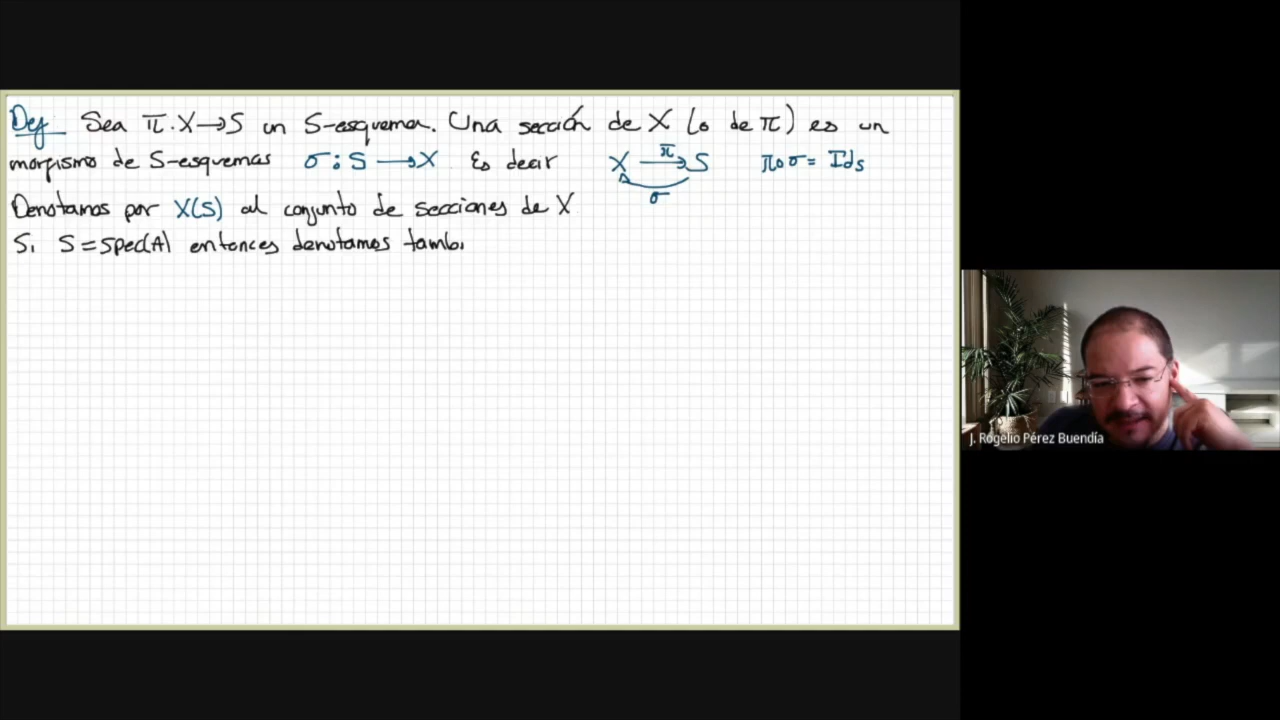 Def Sea π: X → S un S-esquema. Una sección de X (o de π) es un
morfismo de S-esquemas σ: S → X Es decir X π→ S π∘σ = Id_S
σ
Denotamos por X(S) al conjunto de secciones de X
Si S = Spec(A) entonces denotamos tambi
J. Rogelio Pérez Buendía